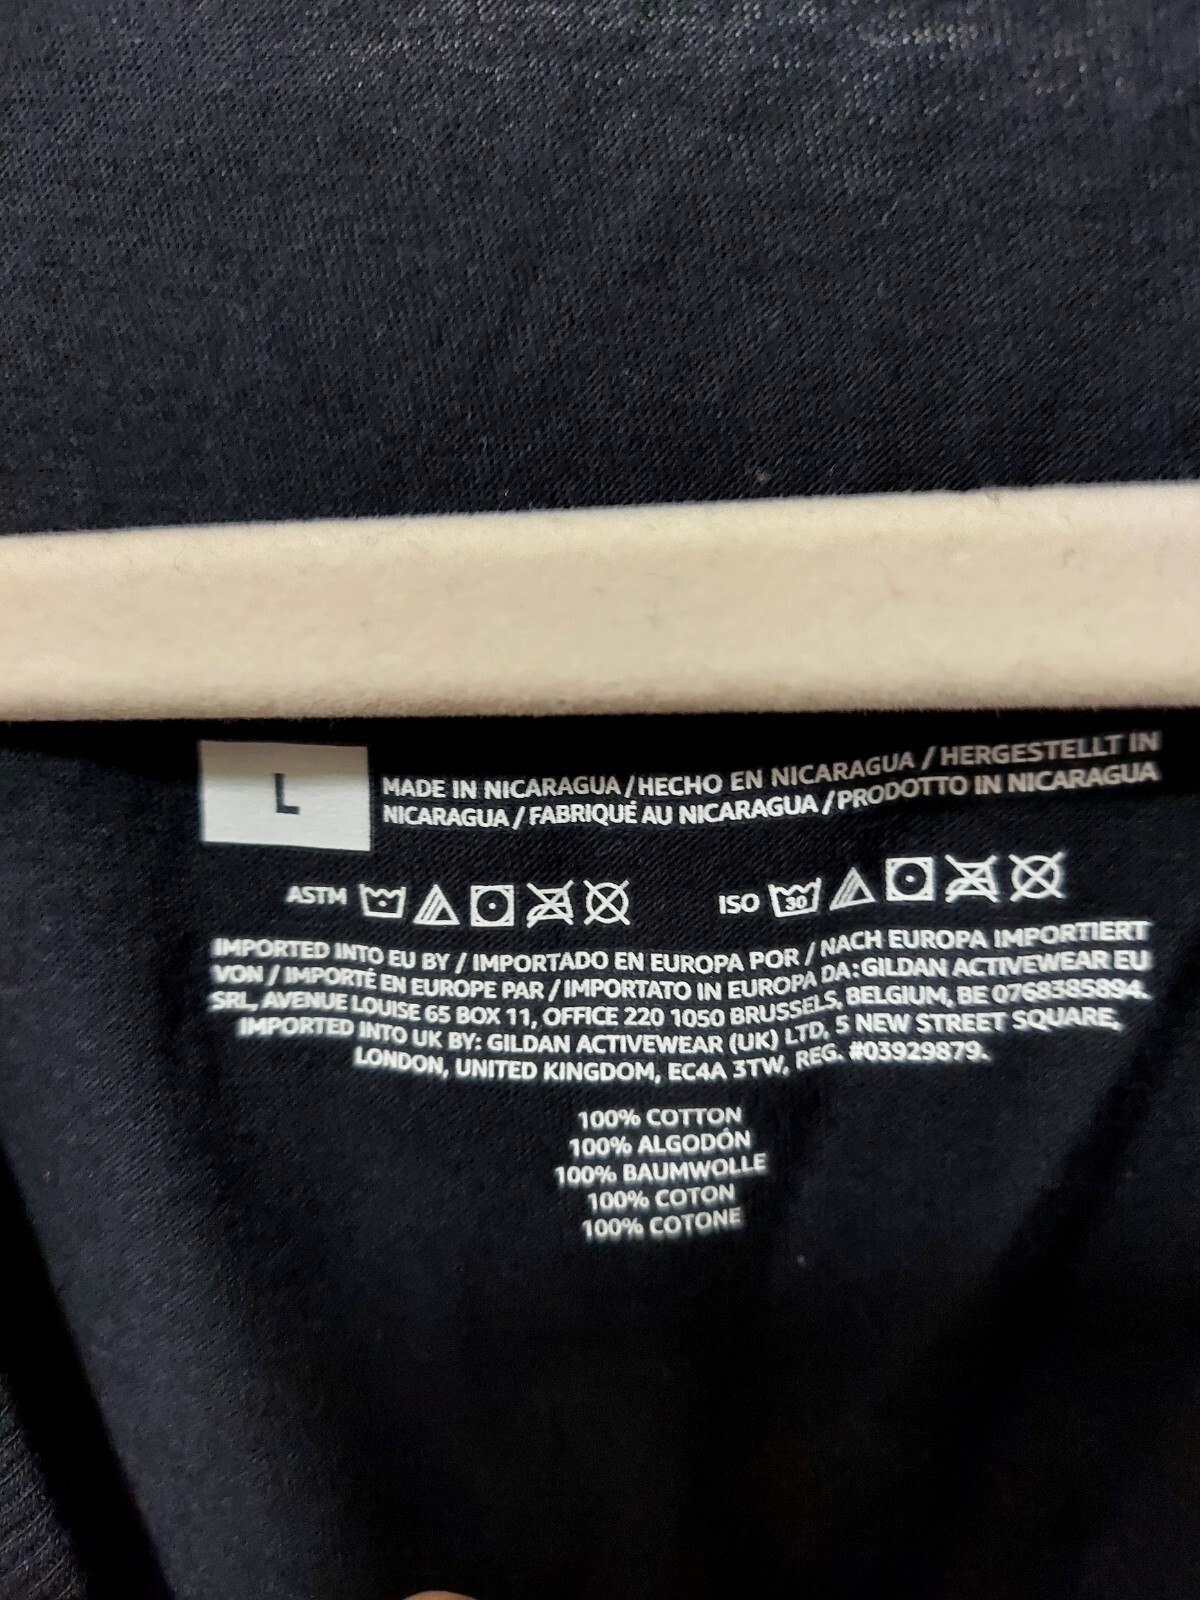 L
MADE IN NICARAGUA / HECHO EN NICARAGUA / HERGESTELLT IN
NICARAGUA / FABRIQUÉ AU NICARAGUA / PRODOTTO IN NICARAGUA
ASTM
ISO 30
IMPORTED INTO EU BY / IMPORTADO EN EUROPA POR / NACH EUROPA IMPORTIERT
VON / IMPORTÉ EN EUROPE PAR / IMPORTATO IN EUROPA DA: GILDAN ACTIVEWEAR EU
SRL, AVENUE LOUISE 65 BOX 11, OFFICE 220 1050 BRUSSELS, BELGIUM, BE 0768385894.
IMPORTED INTO UK BY: GILDAN ACTIVEWEAR (UK) LTD, 5 NEW STREET SQUARE,
LONDON, UNITED KINGDOM, EC4A 3TW, REG. #03929879.
100% COTTON
100% ALGODÓN
100% BAUMWOLLE
100% COTON
100% COTONE